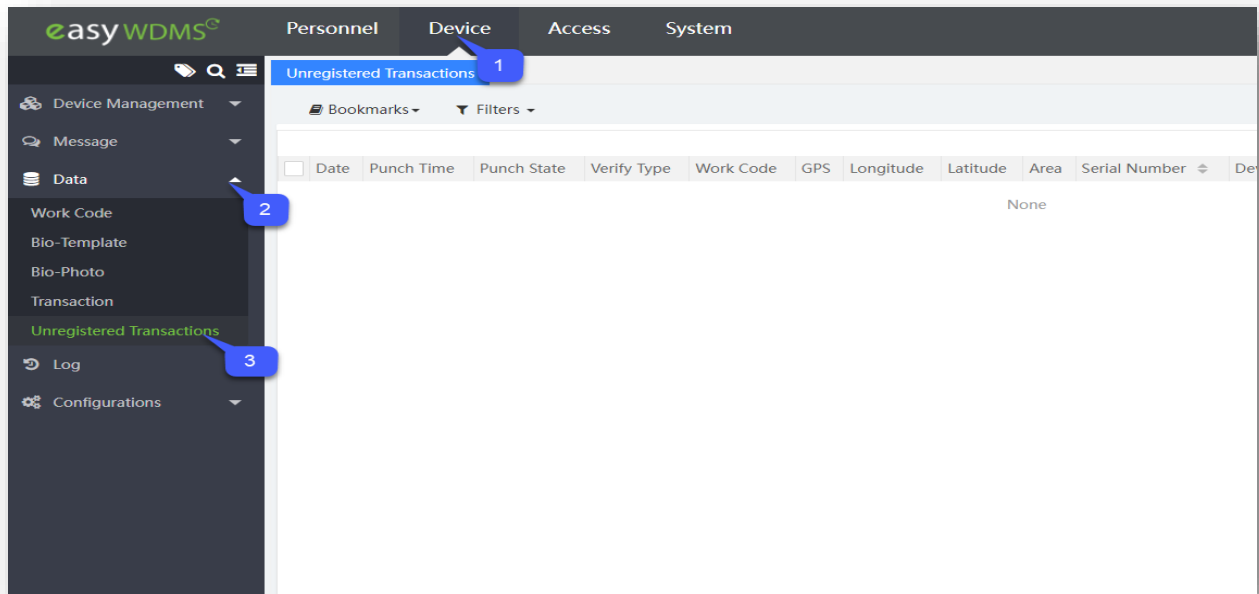 easy WDMS
Personnel Device Access System
1
Unregistered Transactions
Device Management
Bookmarks Filters
Message
Date Punch Time Punch State Verify Type Work Code GPS Longitude Latitude Area Serial Number De
Data
None
2
Work Code
Bio-Template
Bio-Photo
Transaction
Unregistered Transactions
3
Log
Configurations